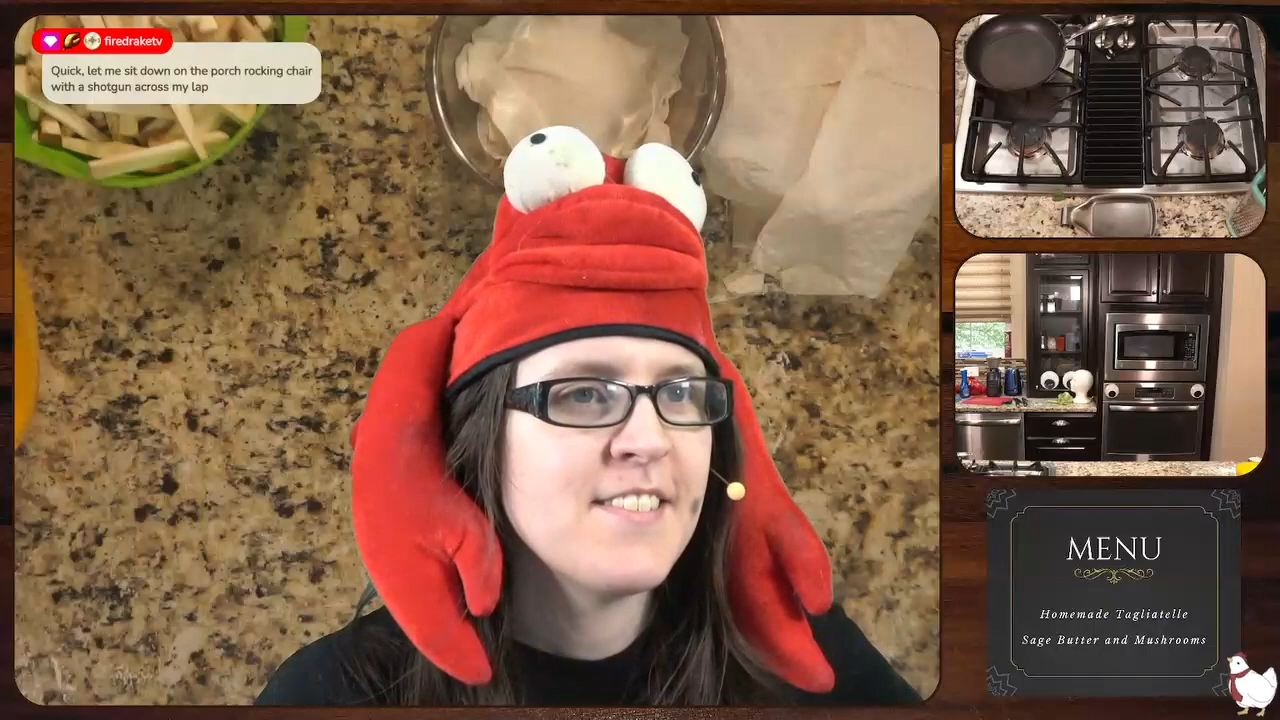 firedraketv
Quick, let me sit down on the porch rocking chair
with a shotgun across my lap
MENU
Homemade Tagliatelle
Sage Butter and Mushrooms